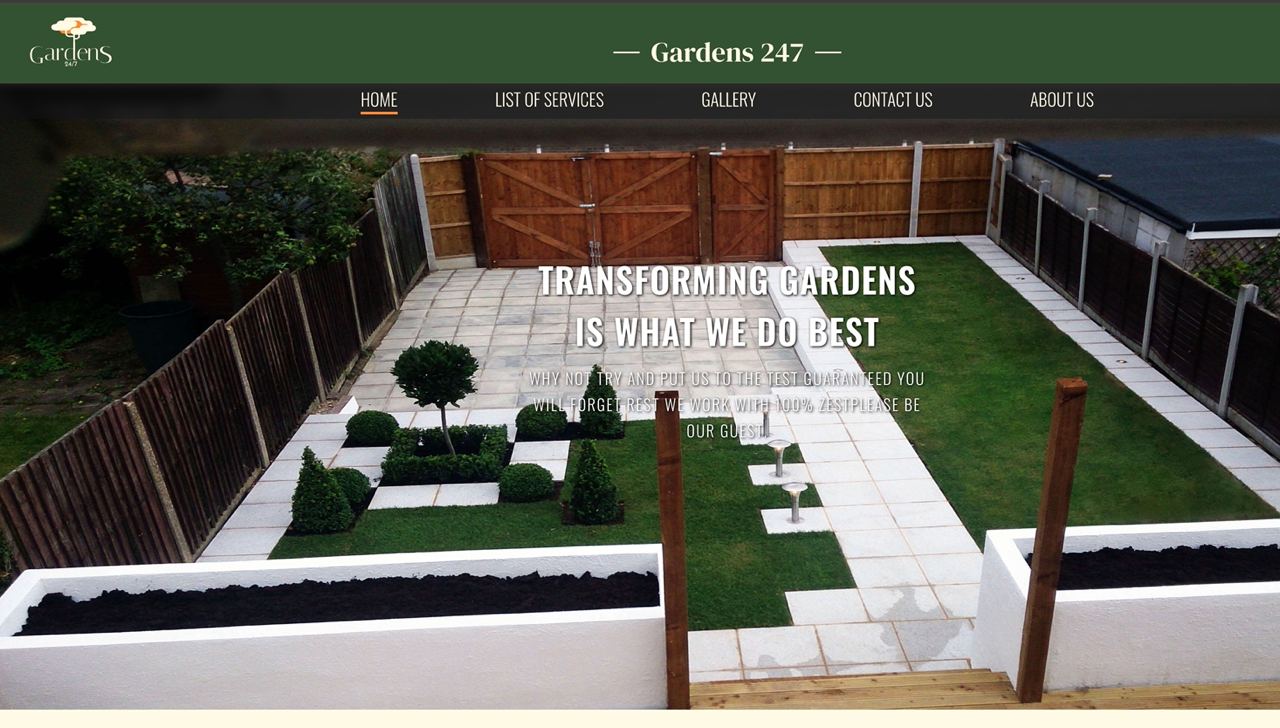 Gardens
24/7
— Gardens 247 —
HOME LIST OF SERVICES GALLERY CONTACT US ABOUT US
TRANSFORMING GARDENS
IS WHAT WE DO BEST
WHY NOT TRY AND PUT US TO THE TEST GUARANTEED YOU
WILL FORGET REST WE WORK WITH 100% ZESTPLEASE BE
OUR GUEST.